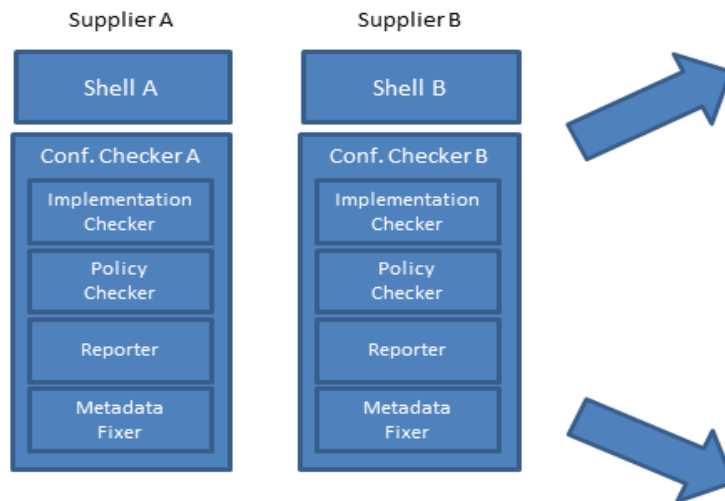 Supplier A
Supplier B
Shell A
Shell B
Conf. Checker A
Conf. Checker B
Implementation
Checker
Implementation
Checker
Policy
Checker
Policy
Checker
Reporter
Reporter
Metadata
Fixer
Metadata
Fixer